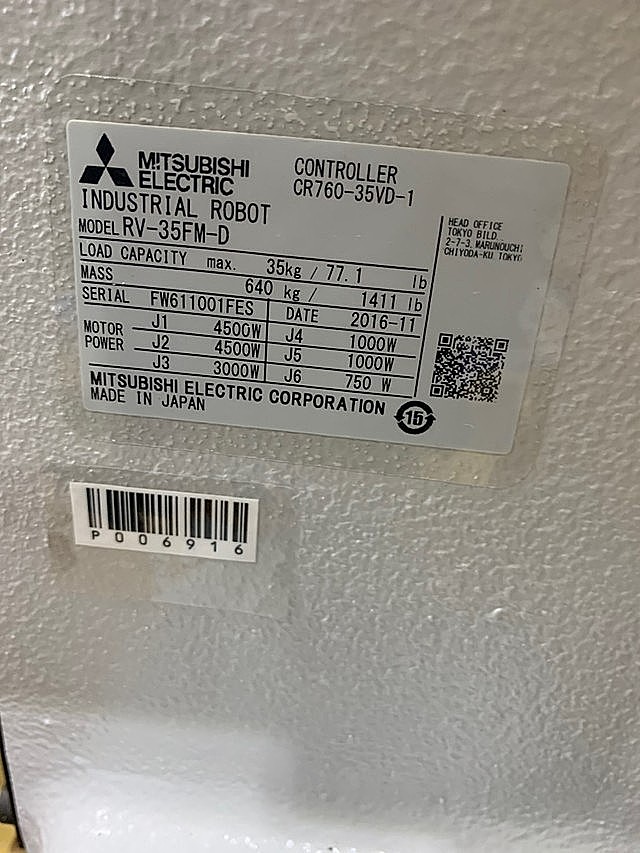 MITSUBISHI
ELECTRIC
CONTROLLER
CR760-35VD-1
INDUSTRIAL ROBOT
MODEL RV-35FM-D
LOAD CAPACITY max. 35kg / 77.1 lb
MASS 640 kg / 1411 lb
SERIAL FW611001FES DATE 2016-11
MOTOR POWER
J1 4500W J4 1000W
J2 4500W J5 1000W
J3 3000W J6 750 W
MITSUBISHI ELECTRIC CORPORATION
MADE IN JAPAN
15
HEAD OFFICE
TOKYO BILD.
2-7-3, MARUNOUCHI
CHIYODA-KU TOKYO
P006916